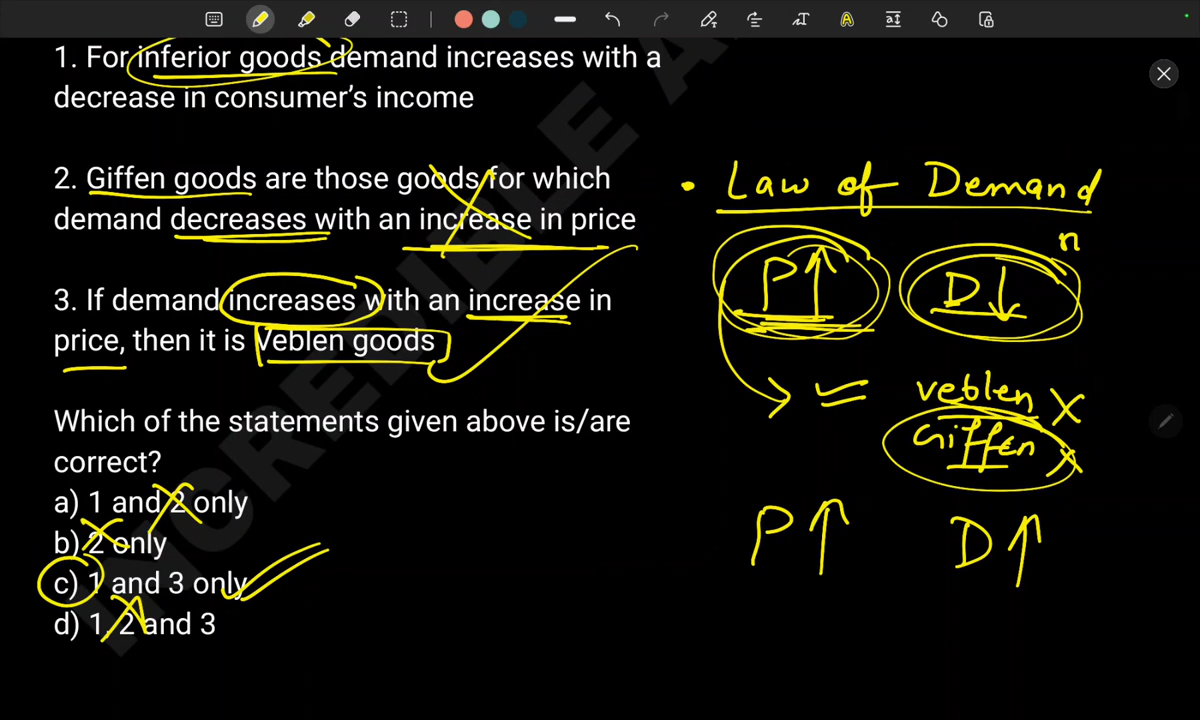 1. For inferior goods demand increases with a
decrease in consumer's income
2. Giffen goods are those goods for which
demand decreases with an increase in price
3. If demand increases with an increase in
price, then it is Veblen goods
Which of the statements given above is/are
correct?
a) 1 and 2 only
b) 2 only
c) 1 and 3 only
d) 1, 2 and 3
• Law of Demand
n
P↑ D↓
veblen X
Giffen X
P↑ D↑
INCREDIBLE A